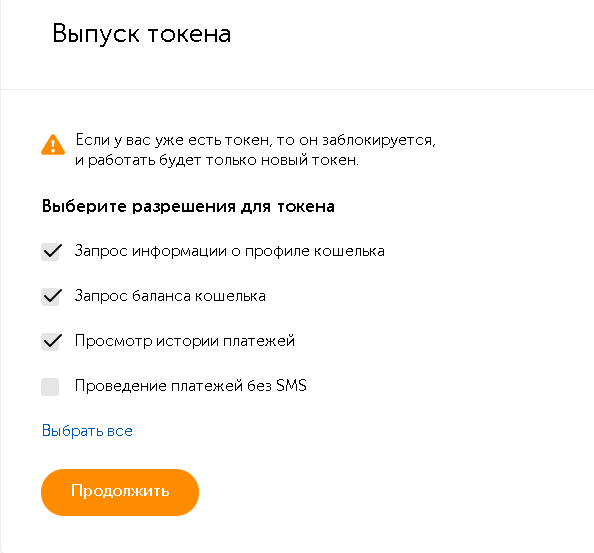 Выпуск токена
Если у вас уже есть токен, то он заблокируется,
и работать будет только новый токен.
Выберите разрешения для токена
Запрос информации о профиле кошелька
Запрос баланса кошелька
Просмотр истории платежей
Проведение платежей без SMS
Выбрать все
Продолжить